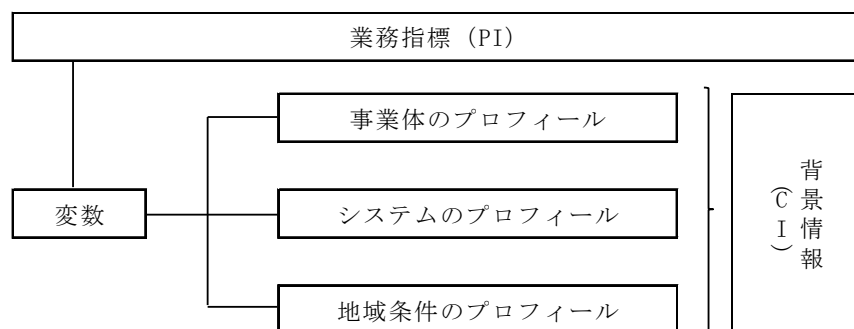 業務指標 (PI)
事業体のプロフィール
変数
システムのプロフィール
地域条件のプロフィール
背景情報
(CI)